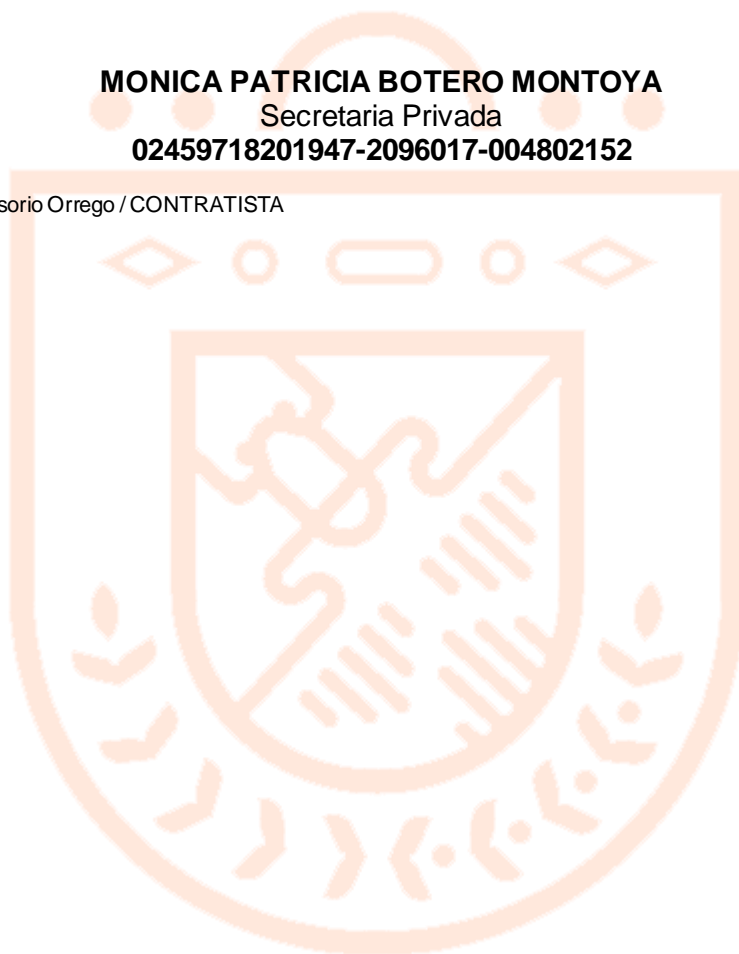 MONICA PATRICIA BOTERO MONTOYA
Secretaria Privada
02459718201947-2096017-004802152
sorio Orrego / CONTRATISTA